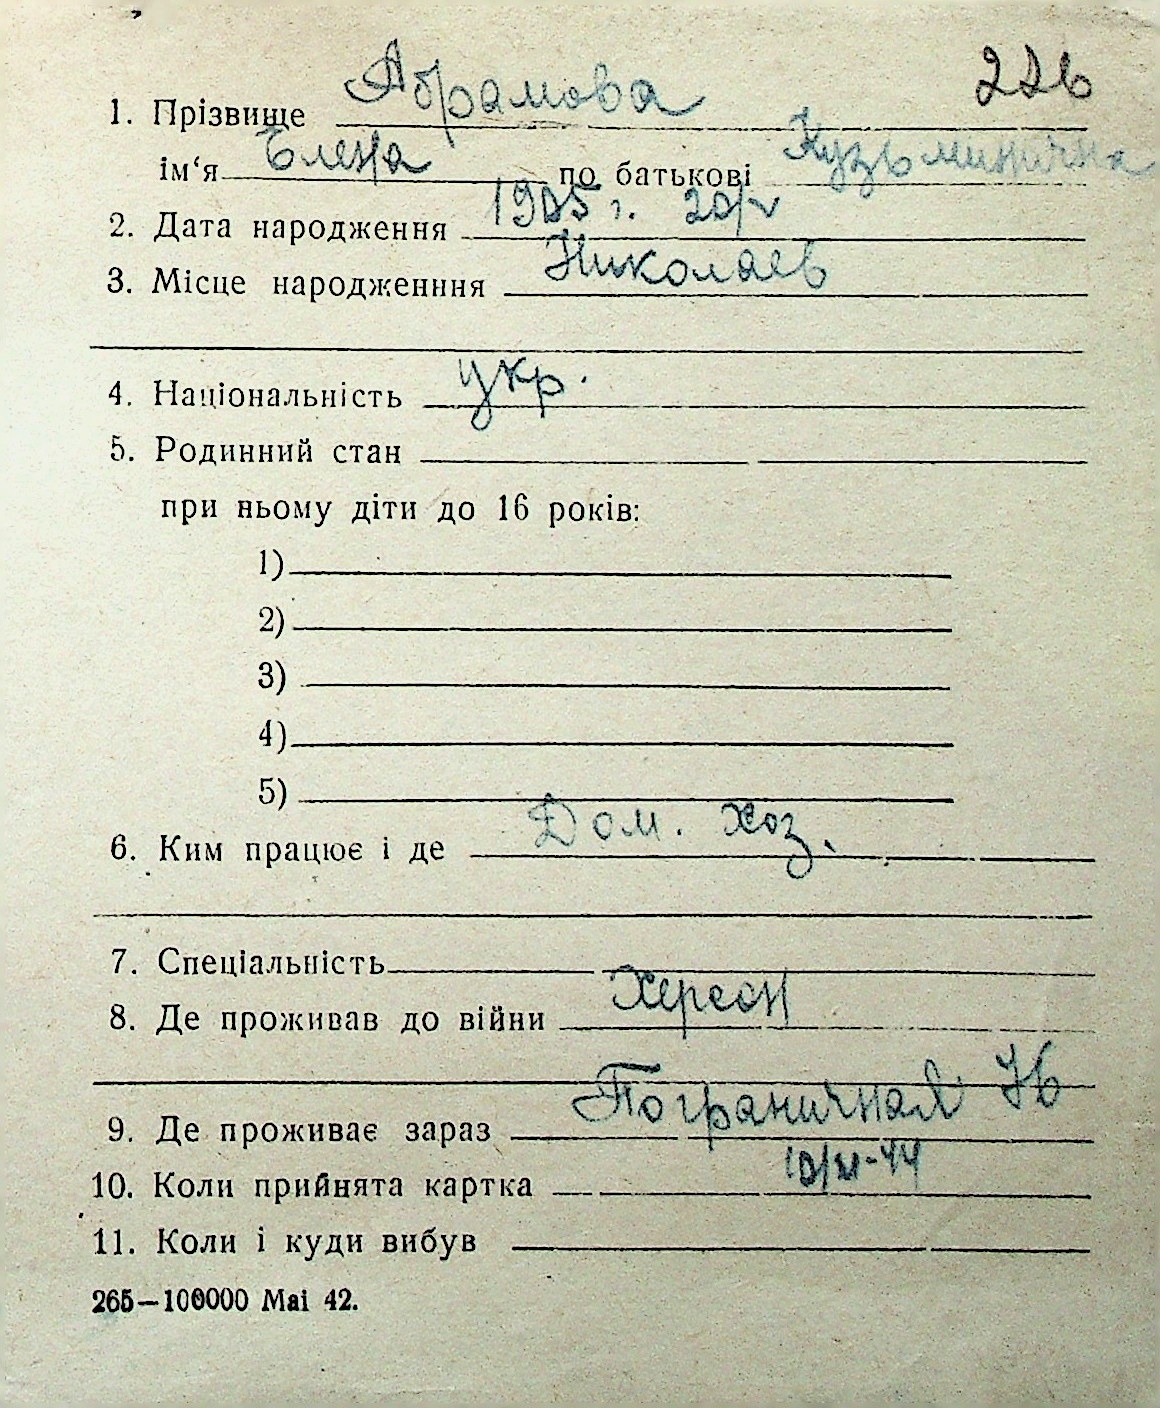 1. Прізвище Абрамова 22в
ім‘я Елена по батькові Кузьминична
2. Дата народження 1905 г. 20/V
3. Місце народженння Николаев
4. Національність укр.
5. Родинний стан
при ньому діти до 16 років:
1)
2)
3)
4)
5)
6. Ким працює і де Дом. хоз.
7. Спеціальність
8. Де проживав до війни Херсон
9. Де проживає зараз Пограничная
10. Коли прийнята картка
11. Коли і куди вибув
265—100000 Mai 42.